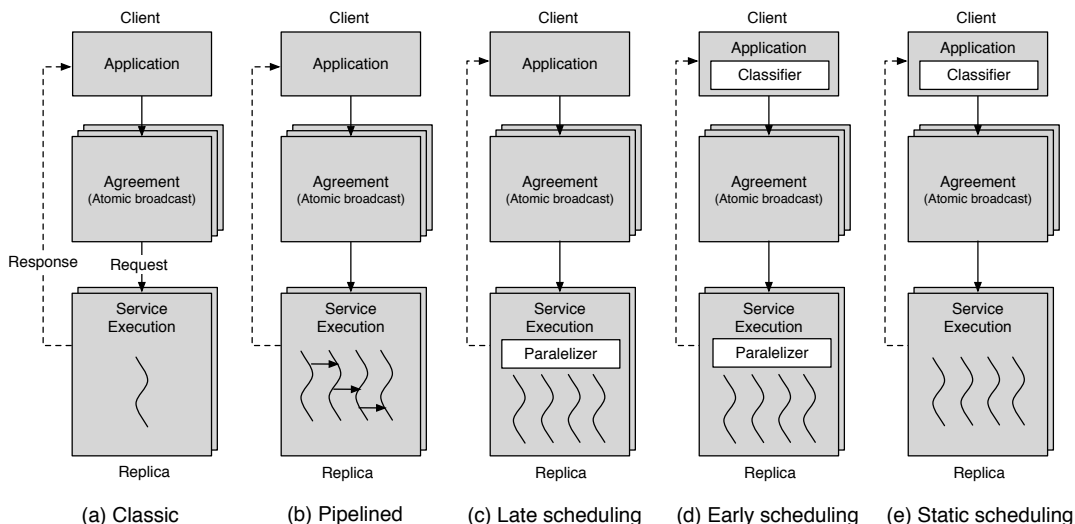 Client
Application
Agreement
(Atomic broadcast)
Response
Request
Service
Execution
Replica
(a) Classic
Client
Application
Agreement
(Atomic broadcast)
Service
Execution
Replica
(b) Pipelined
Client
Application
Agreement
(Atomic broadcast)
Service
Execution
Paralelizer
Replica
(c) Late scheduling
Client
Application
Classifier
Agreement
(Atomic broadcast)
Service
Execution
Paralelizer
Replica
(d) Early scheduling
Client
Application
Classifier
Agreement
(Atomic broadcast)
Service
Execution
Replica
(e) Static scheduling